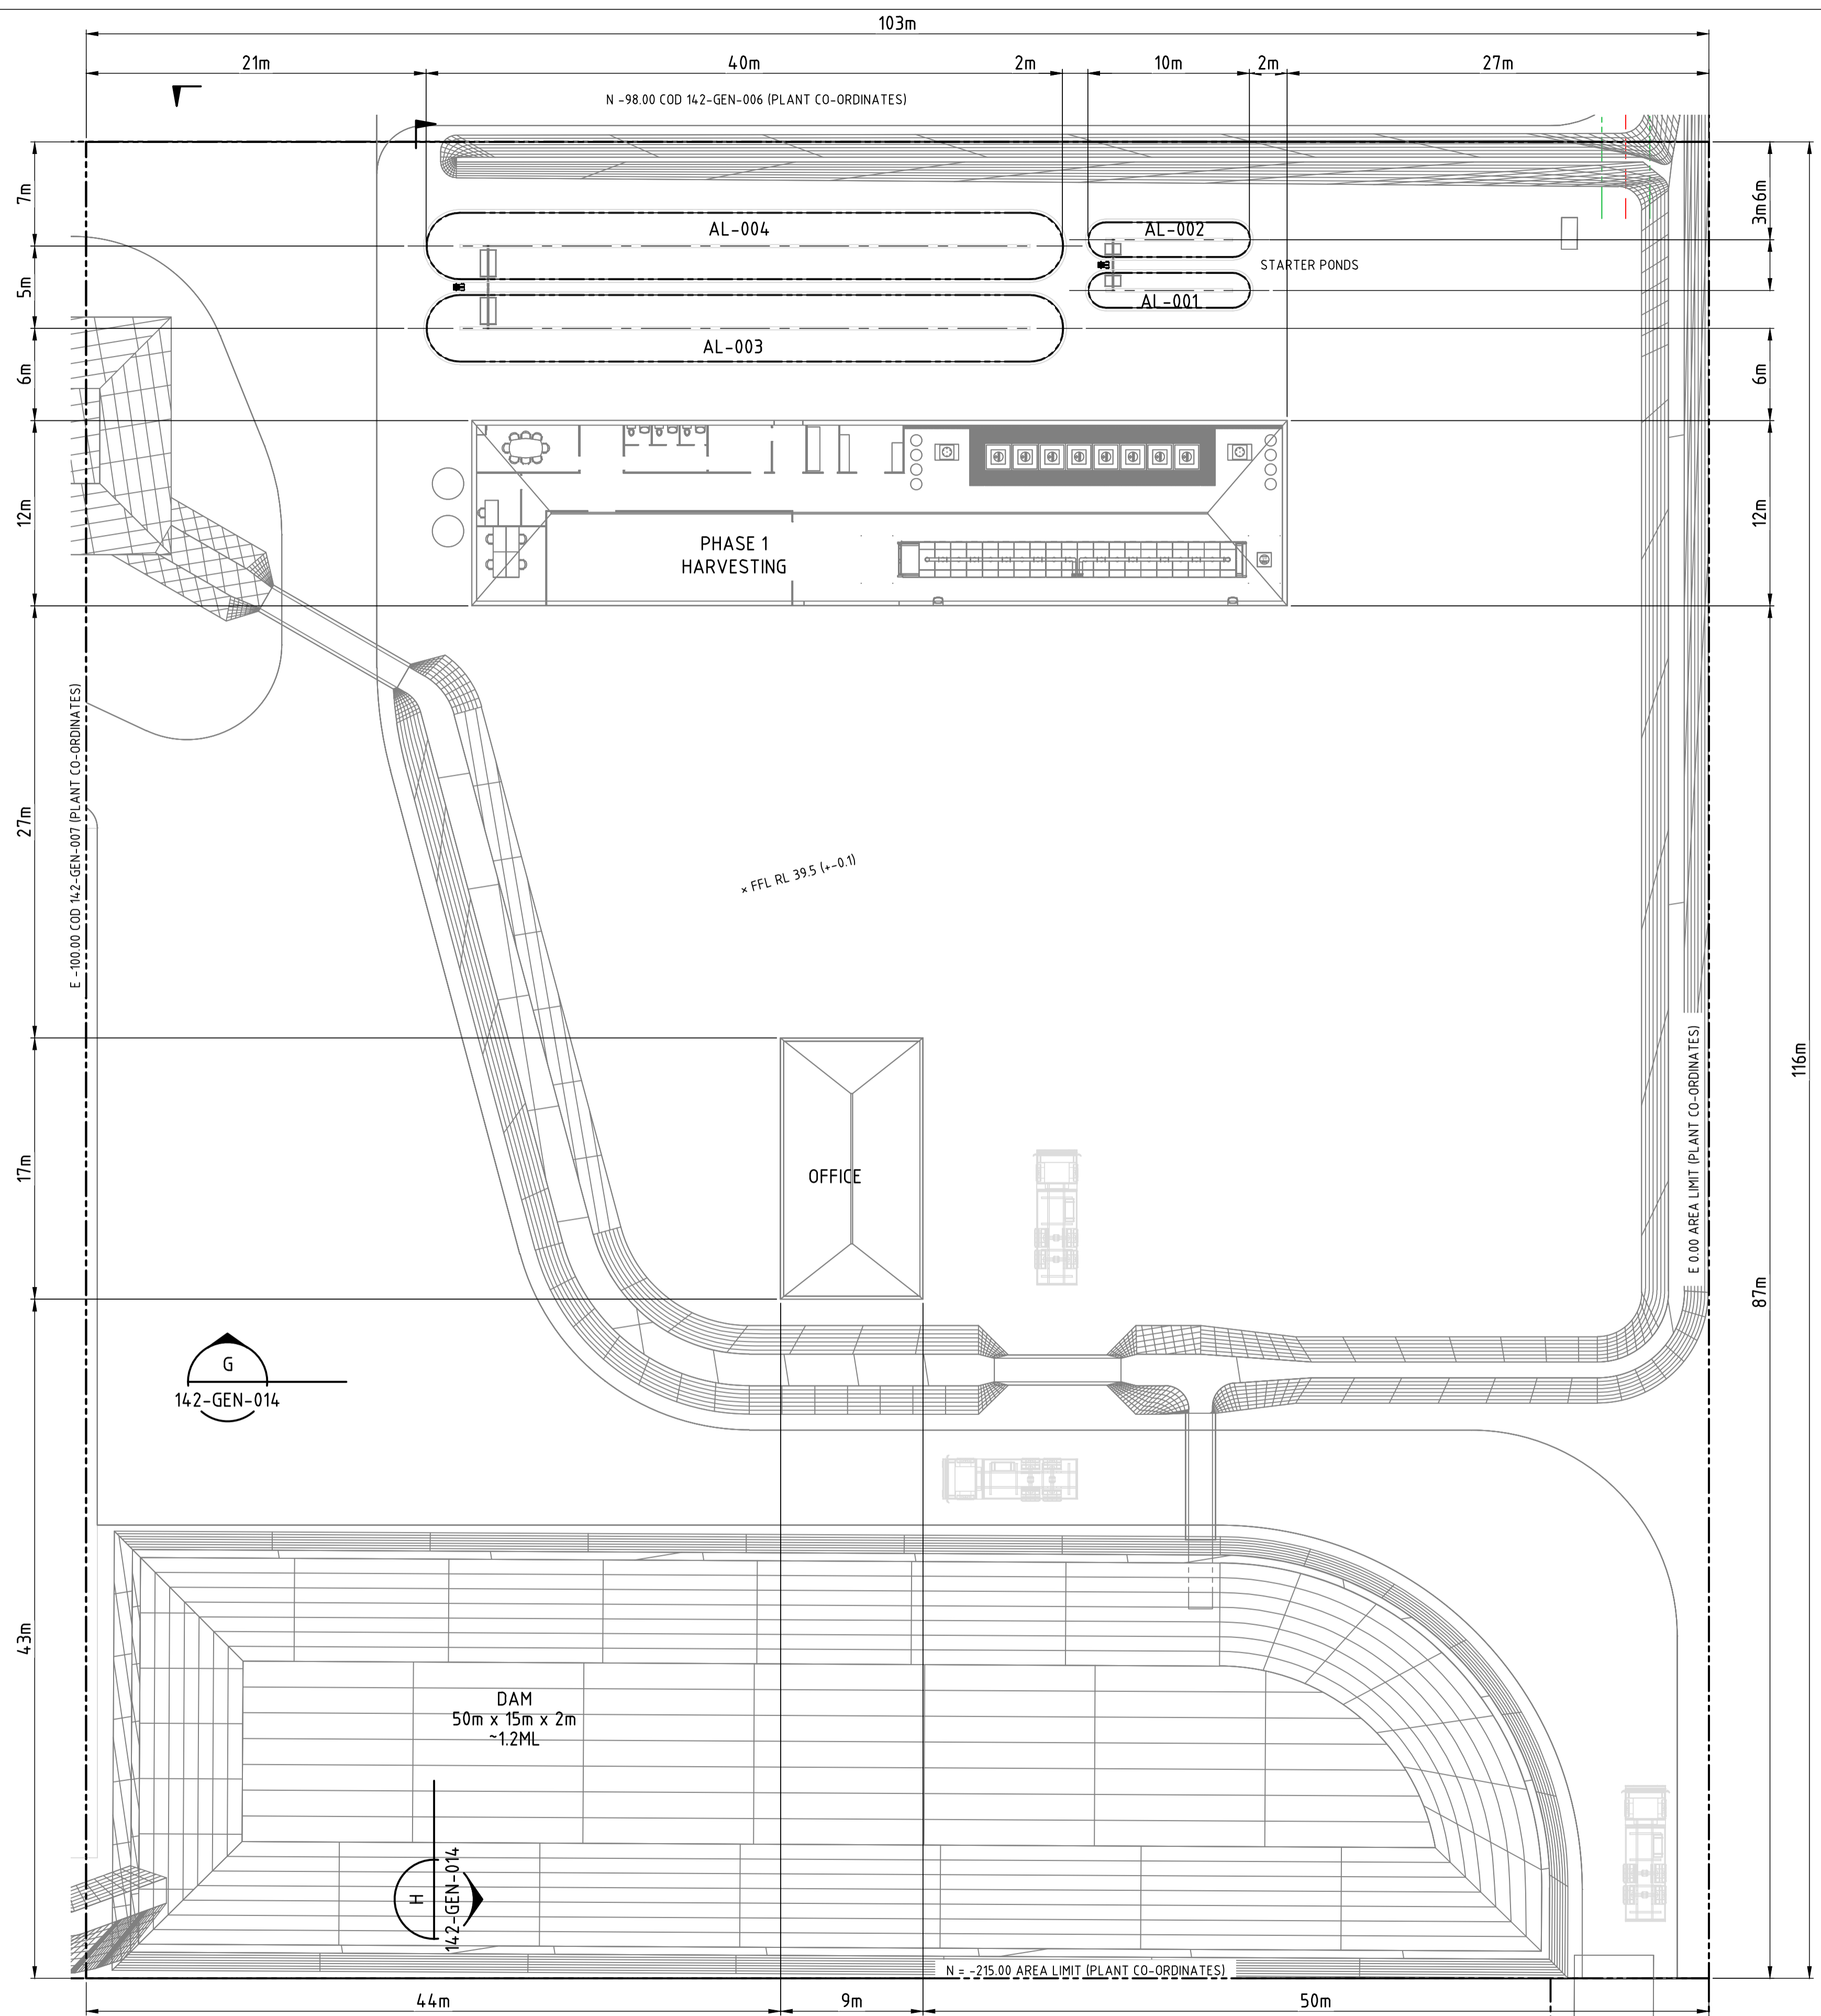 103m
21m
40m
2m
10m
2m
27m
N -98.00 COD 142-GEN-006 (PLANT CO-ORDINATES)
7m
5m
6m
12m
27m
17m
43m
AL-004
AL-002
STARTER PONDS
AL-001
AL-003
3m6m
6m
12m
87m
116m
PHASE 1
HARVESTING
E -100.00 COD 142-GEN-007 (PLANT CO-ORDINATES)
× FFL RL 39.5 (+-0.1)
E 0.00 AREA LIMIT (PLANT CO-ORDINATES)
OFFICE
G
142-GEN-014
DAM
50m x 15m x 2m
~1.2ML
H
142-GEN-014
N = -215.00 AREA LIMIT (PLANT CO-ORDINATES)
44m
9m
50m